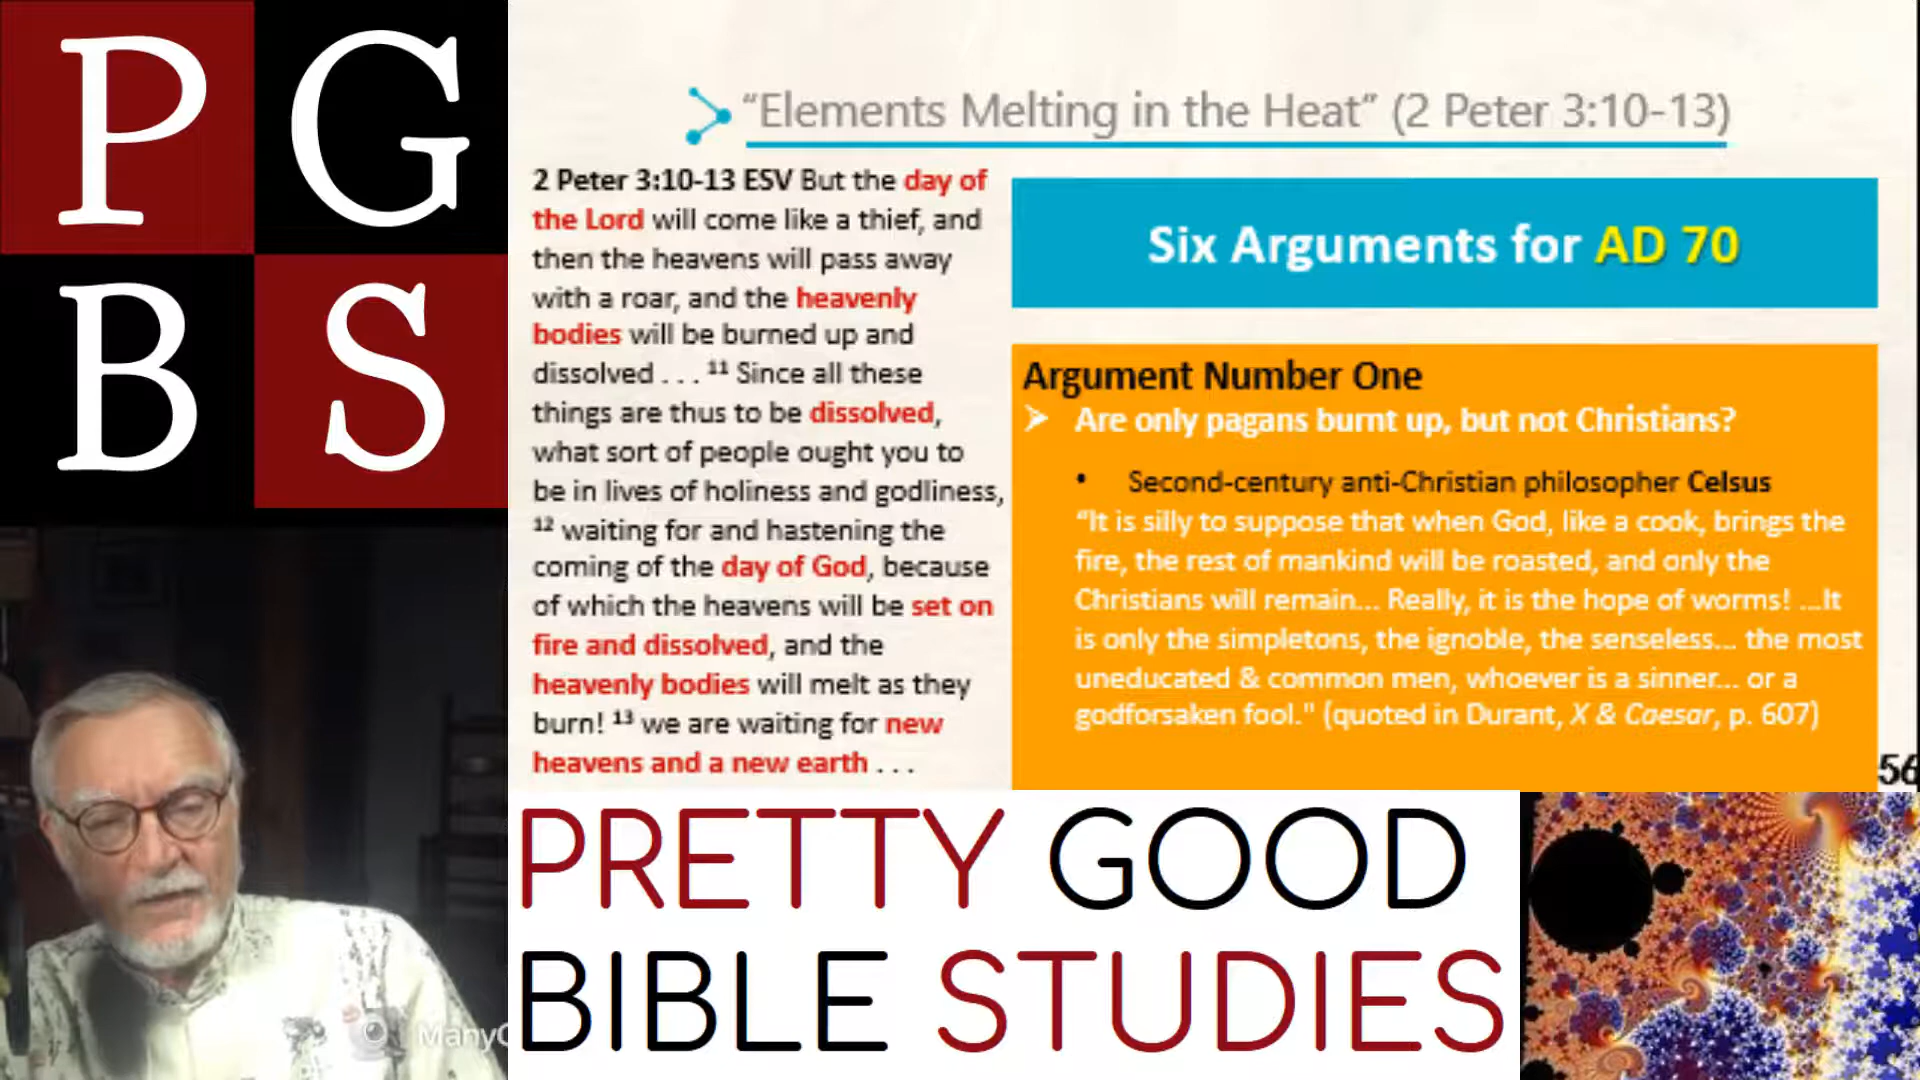 P G
B S
"Elements Melting in the Heat" (2 Peter 3:10-13)
2 Peter 3:10-13 ESV But the day of
the Lord will come like a thief, and
then the heavens will pass away
with a roar, and the heavenly
bodies will be burned up and
dissolved . . . ¹¹ Since all these
things are thus to be dissolved,
what sort of people ought you to
be in lives of holiness and godliness,
¹² waiting for and hastening the
coming of the day of God, because
of which the heavens will be set on
fire and dissolved, and the
heavenly bodies will melt as they
burn! ¹³ we are waiting for new
heavens and a new earth . . .
Six Arguments for AD 70
Argument Number One
➤ Are only pagans burnt up, but not Christians?
• Second-century anti-Christian philosopher Celsus
"It is silly to suppose that when God, like a cook, brings the
fire, the rest of mankind will be roasted, and only the
Christians will remain... Really, it is the hope of worms! ...It
is only the simpletons, the ignoble, the senseless... the most
uneducated & common men, whoever is a sinner... or a
godforsaken fool." (quoted in Durant, X & Caesar, p. 607)
56
ManyC
PRETTY GOOD
BIBLE STUDIES